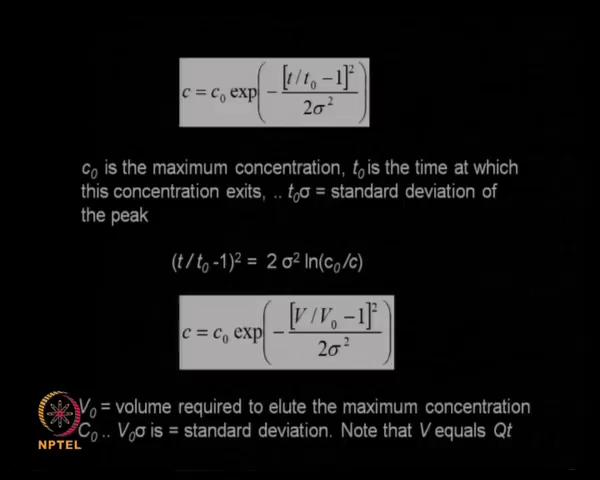 c = c₀ exp(−[t/t₀ −1]²/2σ²)
c₀ is the maximum concentration, t₀ is the time at which
this concentration exits, .. t₀σ = standard deviation of
the peak
(t / t₀ -1)² = 2 σ² ln(c₀/c)
c = c₀ exp(−[V/V₀ −1]²/2σ²)
V₀ = volume required to elute the maximum concentration
C₀ .. V₀σ is = standard deviation. Note that V equals Qt
NPTEL